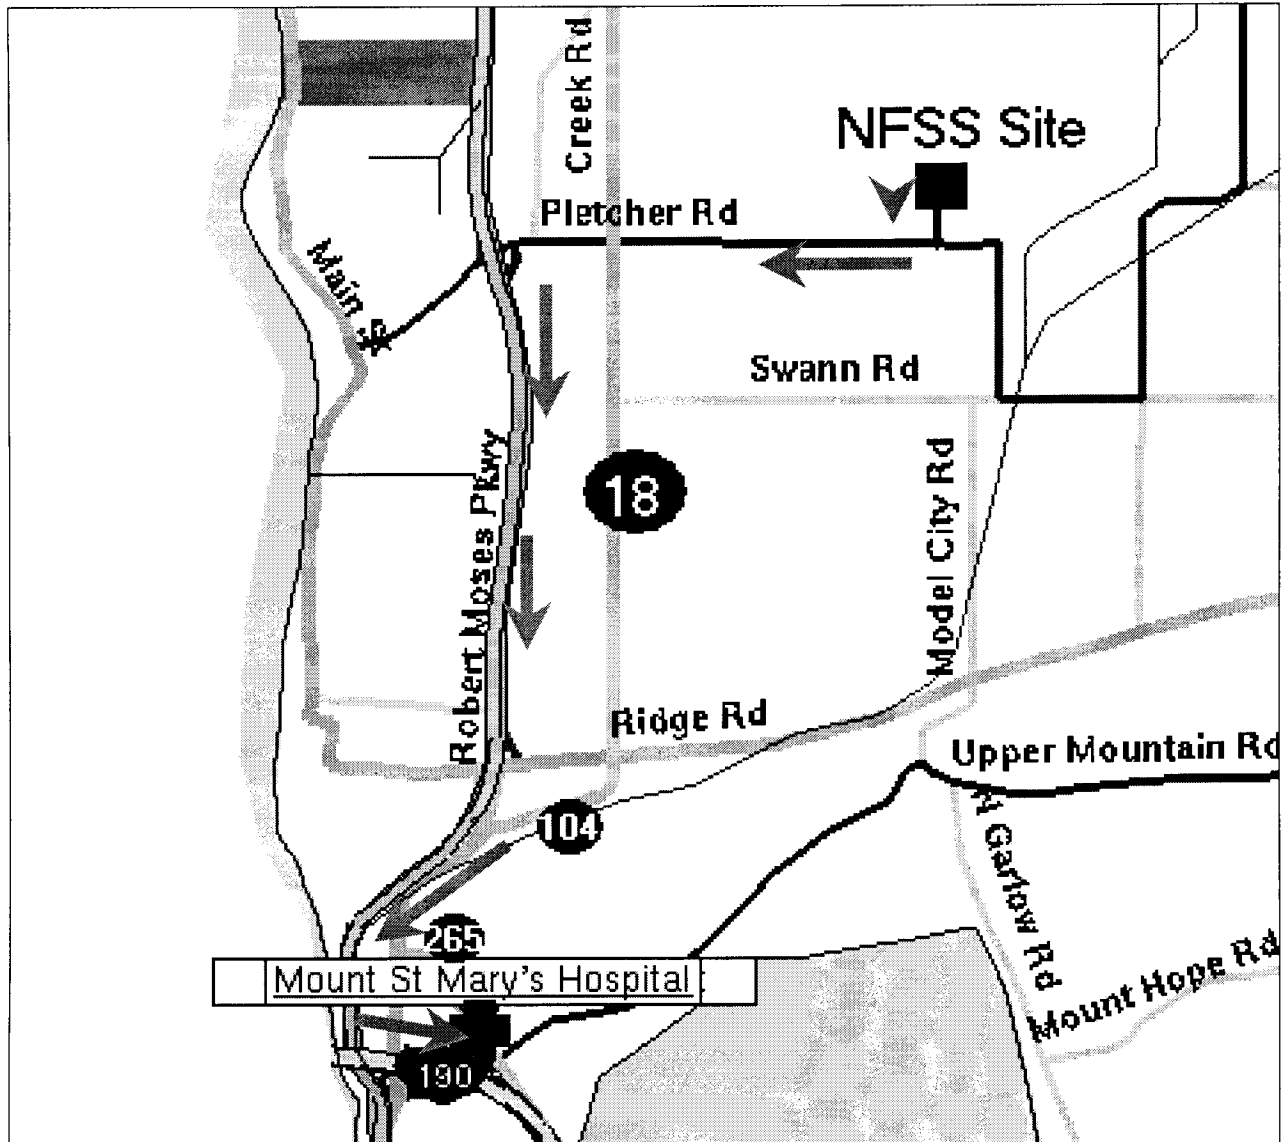 Creek Rd
NFSS Site
Pletcher Rd
Main
Swann Rd
18
Robert Moses Pkwy
Model City Rd
Ridge Rd
Upper Mountain Rd
104
N Garlow Rd
265
Mount St Mary's Hospital
Mount Hope Rd
190